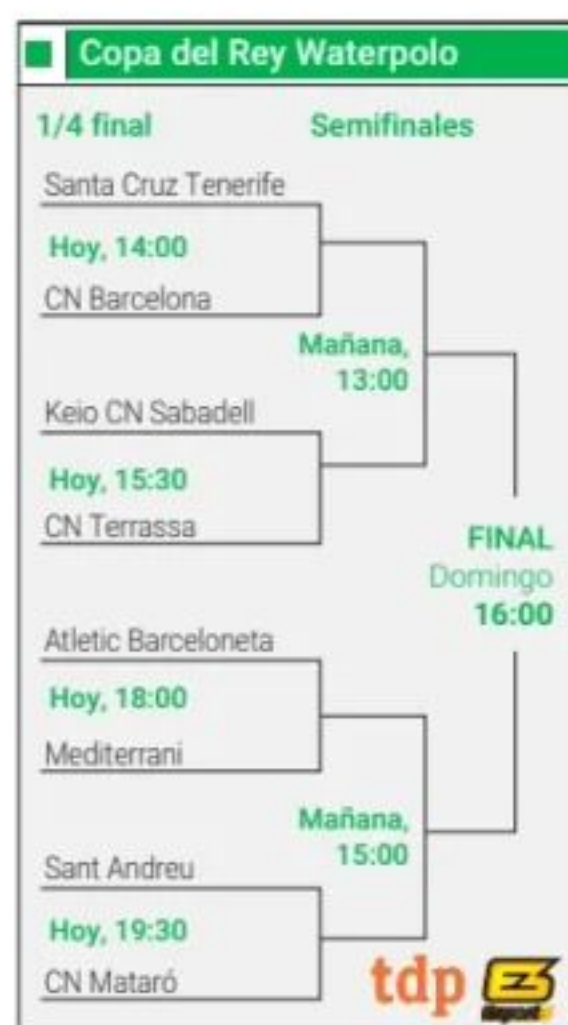 Copa del Rey Waterpolo
1/4 final
Semifinales
Santa Cruz Tenerife
Hoy, 14:00
CN Barcelona
Mañana,
13:00
Keio CN Sabadell
Hoy, 15:30
CN Terrassa
FINAL
Domingo
16:00
Atletic Barceloneta
Hoy, 18:00
Mediterrani
Mañana,
15:00
Sant Andreu
Hoy, 19:30
CN Mataró
tdp